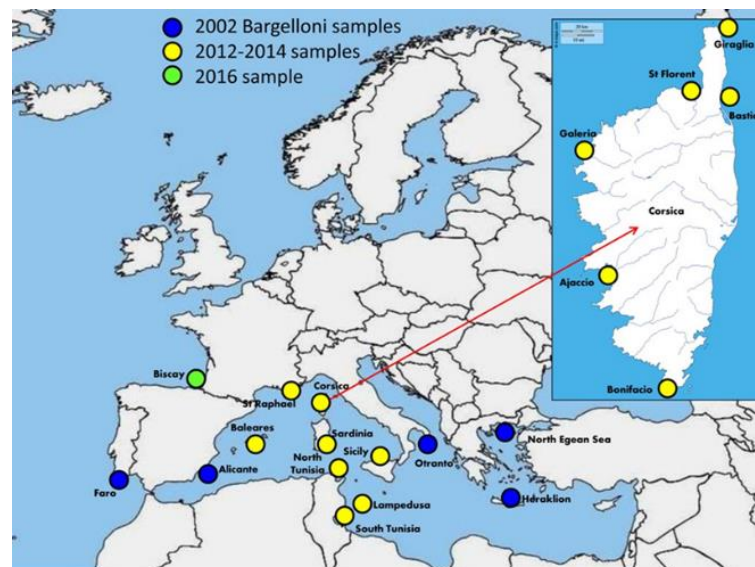 2002 Bargelloni samples
2012-2014 samples
2016 sample
Giraglia
St Florent
Bastia
Galeria
Corsica
Ajaccio
Bonifacio
Biscay
St Raphael
Corsica
Baleares
Sardinia
North
Tunisia
Sicily
Otranto
North Egean Sea
Faro
Alicante
Heraklion
Lampedusa
South Tunisia